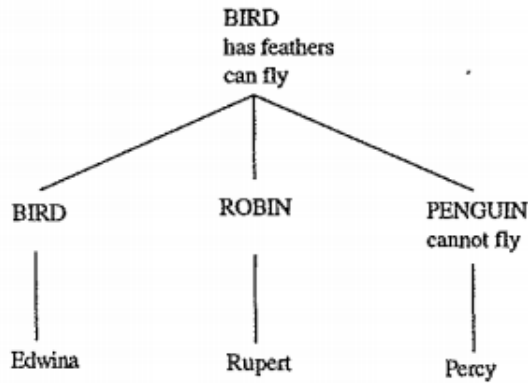 BIRD
has feathers
can fly
BIRD
ROBIN
PENGUIN
cannot fly
Edwina
Rupert
Percy